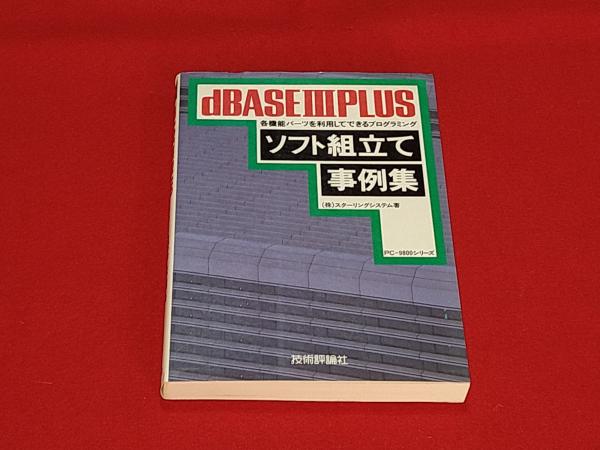 dBASEIIIPLUS
各機能パーツを利用してできるプログラミング
ソフト組立て
事例集
(株)スターリングシステム著
PC-9800シリーズ
技術評論社